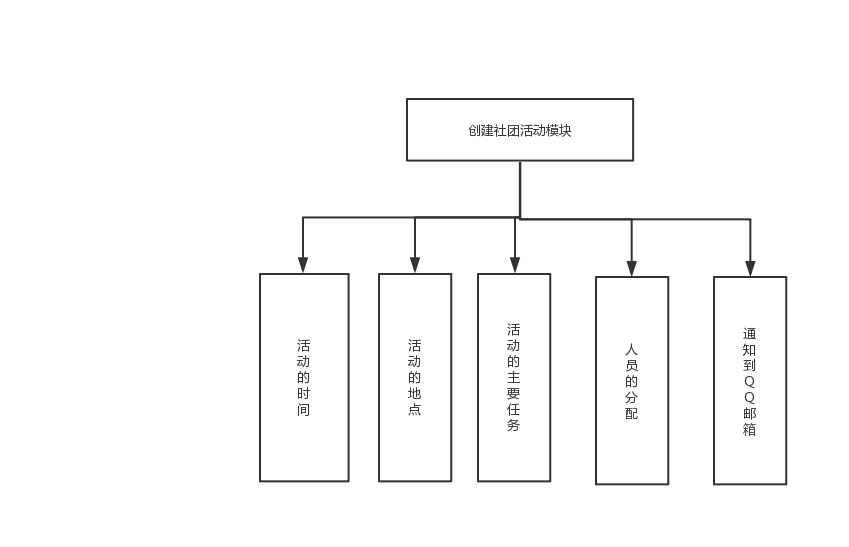 创建社团活动模块
活动的时间
活动的地点
活动的主要任务
人员的分配
通知到QQ邮箱